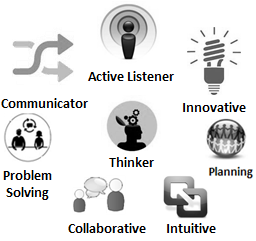 Active Listener
Communicator
Innovative
Problem
Solving
Thinker
Planning
Collaborative
Intuitive